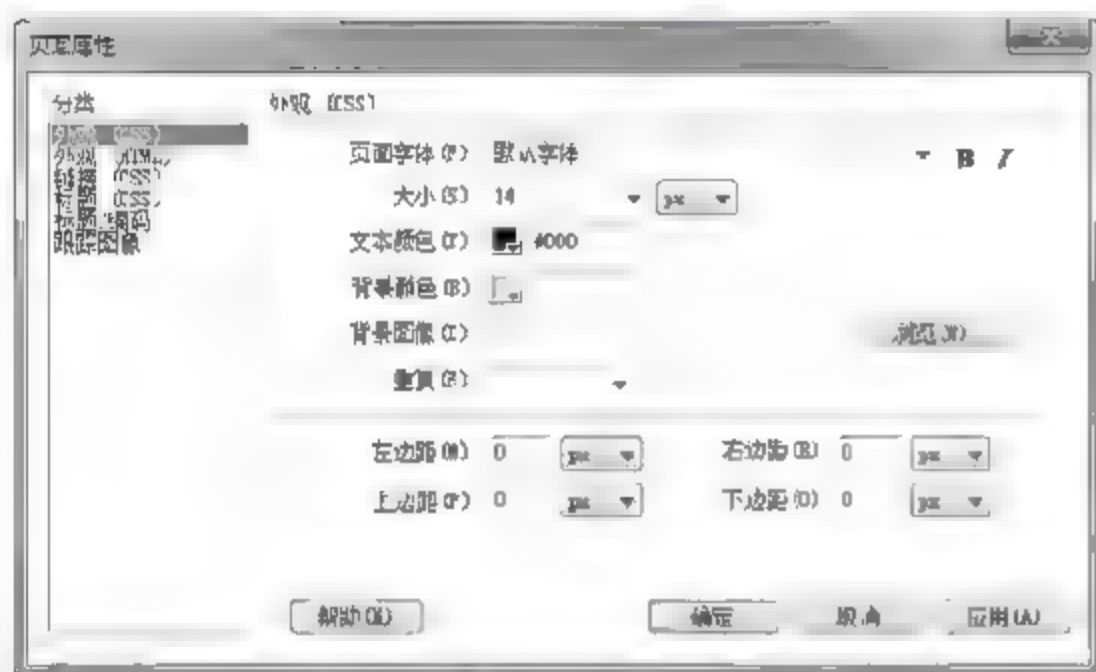 页面属性
分类
外观 (CSS)
外观 (HTML)
链接 (CSS)
标题 (CSS)
标题/编码
跟踪图像
外观 (CSS)
页面字体(F) 默认字体 B I
大小(S) 14 px
文本颜色(T) #000
背景颜色(B)
背景图像(I) 浏览(W)
重复(E)
左边距(M) 0 px 右边距(R) 0 px
上边距(P) 0 px 下边距(O) 0 px
帮助(H) 确定 取消 应用(A)